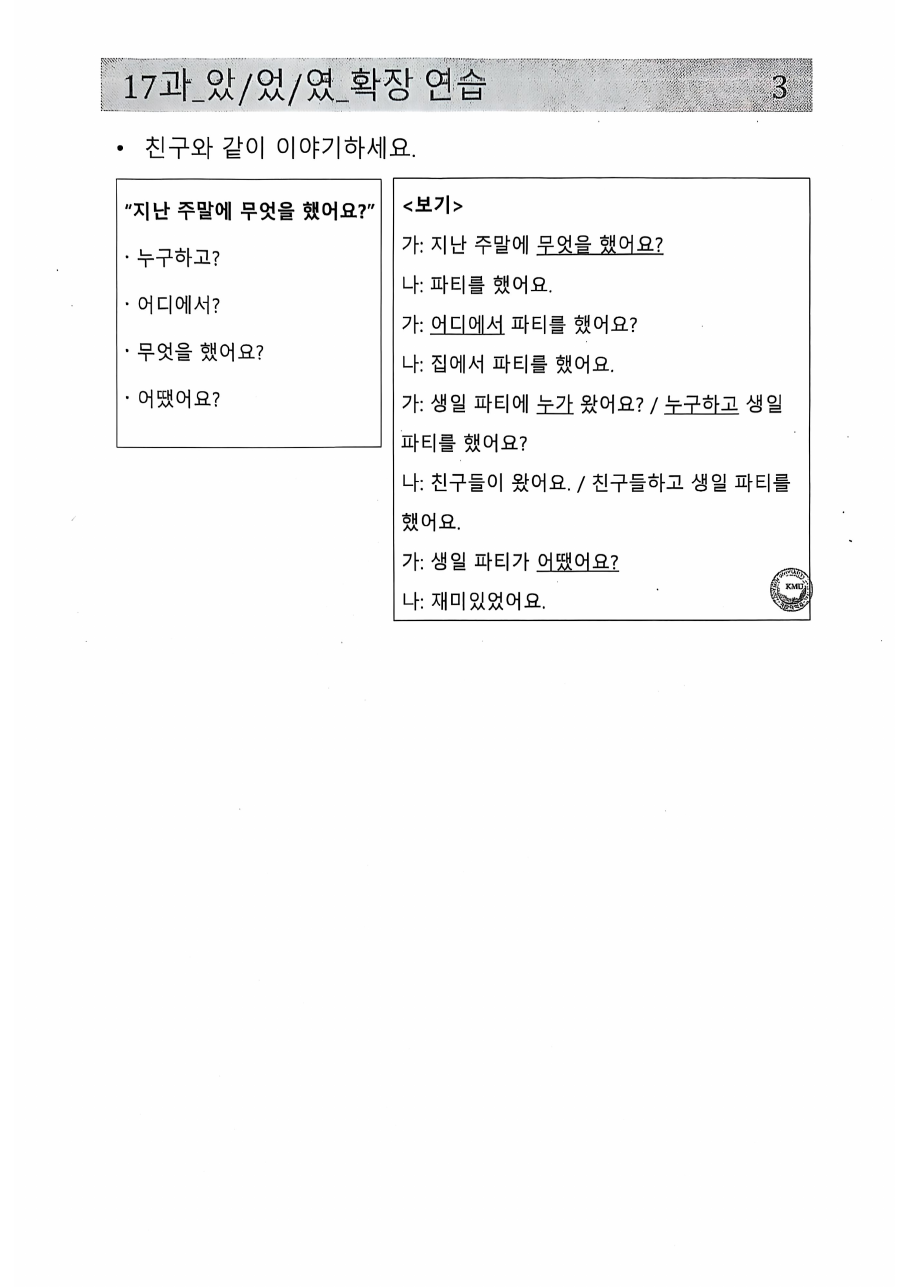 17과_았/었/였_확장 연습 3
• 친구와 같이 이야기하세요.
“지난 주말에 무엇을 했어요?”
· 누구하고?
· 어디에서?
· 무엇을 했어요?
· 어땠어요?
<보기>
가: 지난 주말에 무엇을 했어요?
나: 파티를 했어요.
가: 어디에서 파티를 했어요?
나: 집에서 파티를 했어요.
가: 생일 파티에 누가 왔어요? / 누구하고 생일
파티를 했어요?
나: 친구들이 왔어요. / 친구들하고 생일 파티를
했어요.
가: 생일 파티가 어땠어요?
나: 재미있었어요.
KMU